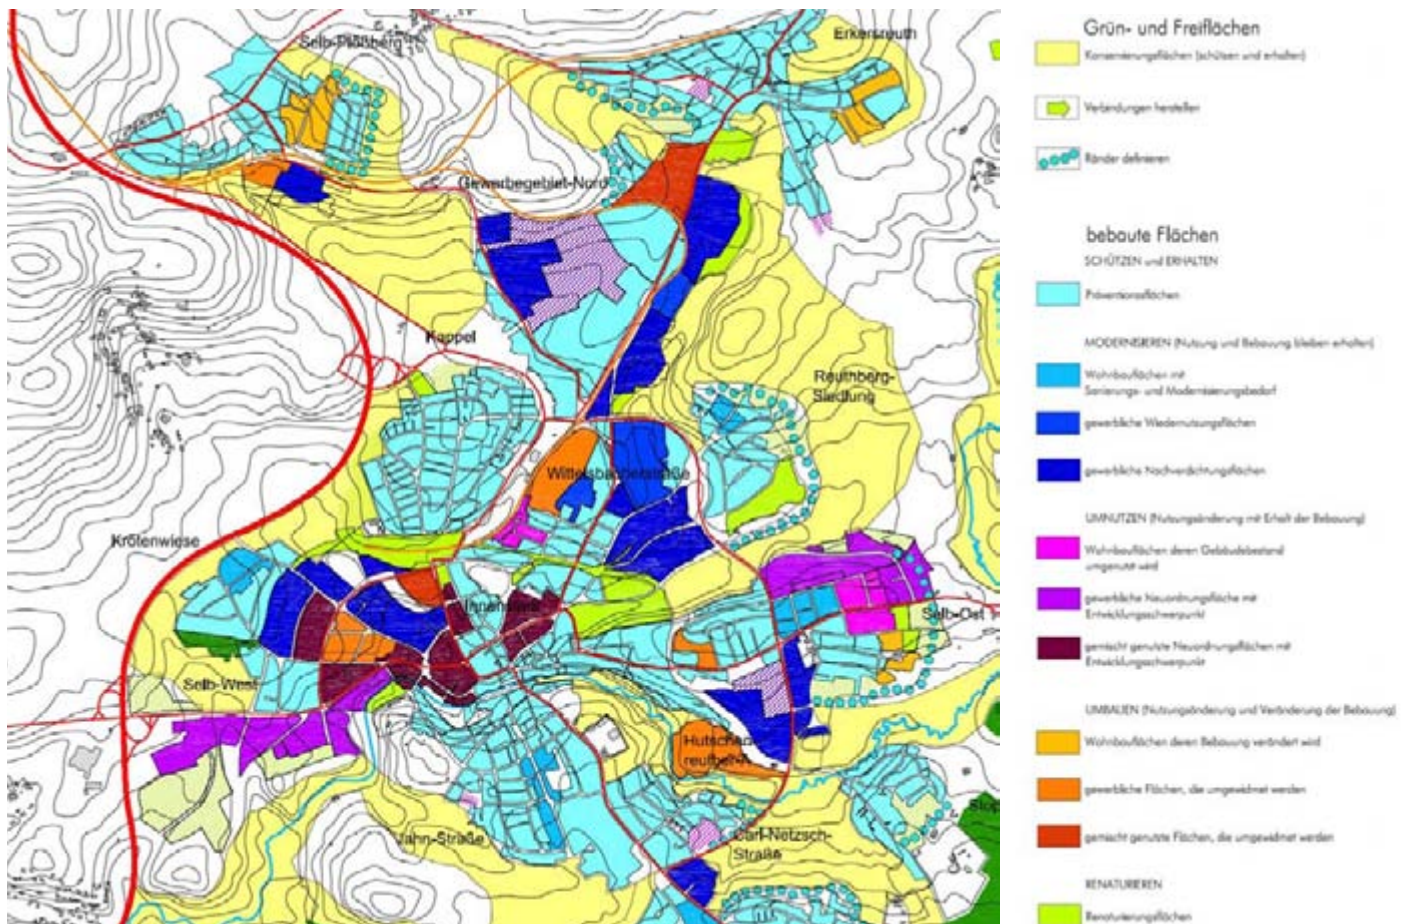 Selb-Plößberg
Erkersreuth
Gewerbegebiet-Nord
Kappel
Reuthberg-
Siedlung
Wittelsbacherstraße
Krötenwiese
Innenstadt
Selb-Ost
Selb-West
Hutschen-
reuther-A
Jahn-Straße
Carl-Netzsch-
Straße
Stop
Grün- und Freiflächen
Konservierungsflächen (schützen und erhalten)
Verbindungen herstellen
Ränder definieren
bebaute Flächen
SCHÜTZEN und ERHALTEN
Präventionsflächen
MODERNISIEREN (Nutzung und Bebauung bleiben erhalten)
Wohnbauflächen mit
Sanierungs- und Modernisierungsbedarf
gewerbliche Wiedernutzungsflächen
gewerbliche Nachverdichtungsflächen
UMNUTZEN (Nutzungsänderung mit Erhalt der Bebauung)
Wohnbauflächen deren Gebäudebestand
umgenutzt wird
gewerbliche Neuordnungsfläche mit
Entwicklungsschwerpunkt
gemischt genutzte Neuordnungsflächen mit
Entwicklungsschwerpunkt
UMBAUEN (Nutzungsänderung und Veränderung der Bebauung)
Wohnbauflächen deren Bebauung verändert wird
gewerbliche Flächen, die umgewidmet werden
gemischt genutzte Flächen, die umgewidmet werden
RENATURIEREN
Renaturierungsflächen